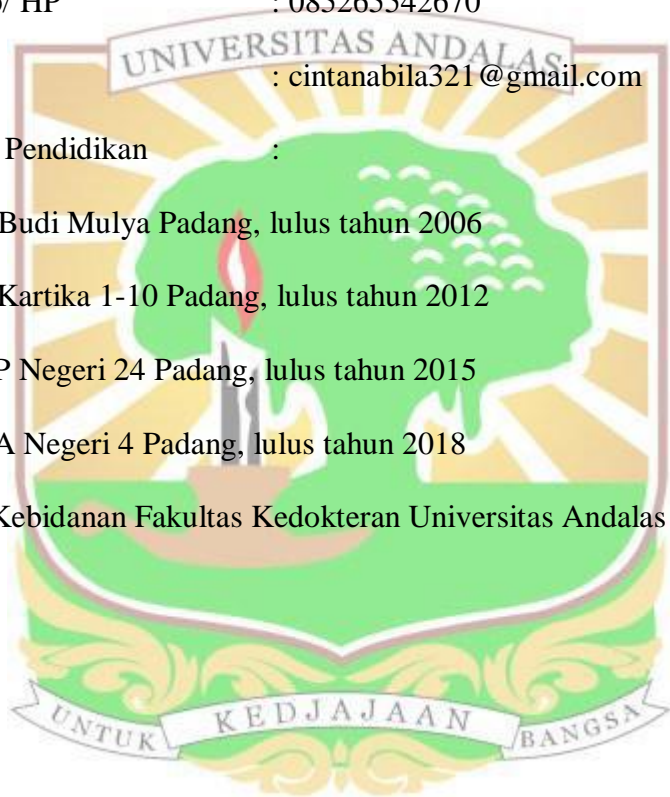 / HP : 085265542670
UNIVERSITAS ANDALAS
: cintanabila321@gmail.com
Pendidikan :
Budi Mulya Padang, lulus tahun 2006
Kartika 1-10 Padang, lulus tahun 2012
P Negeri 24 Padang, lulus tahun 2015
A Negeri 4 Padang, lulus tahun 2018
Kebidanan Fakultas Kedokteran Universitas Andalas
UNTUK KEDJAJAAN BANGSA